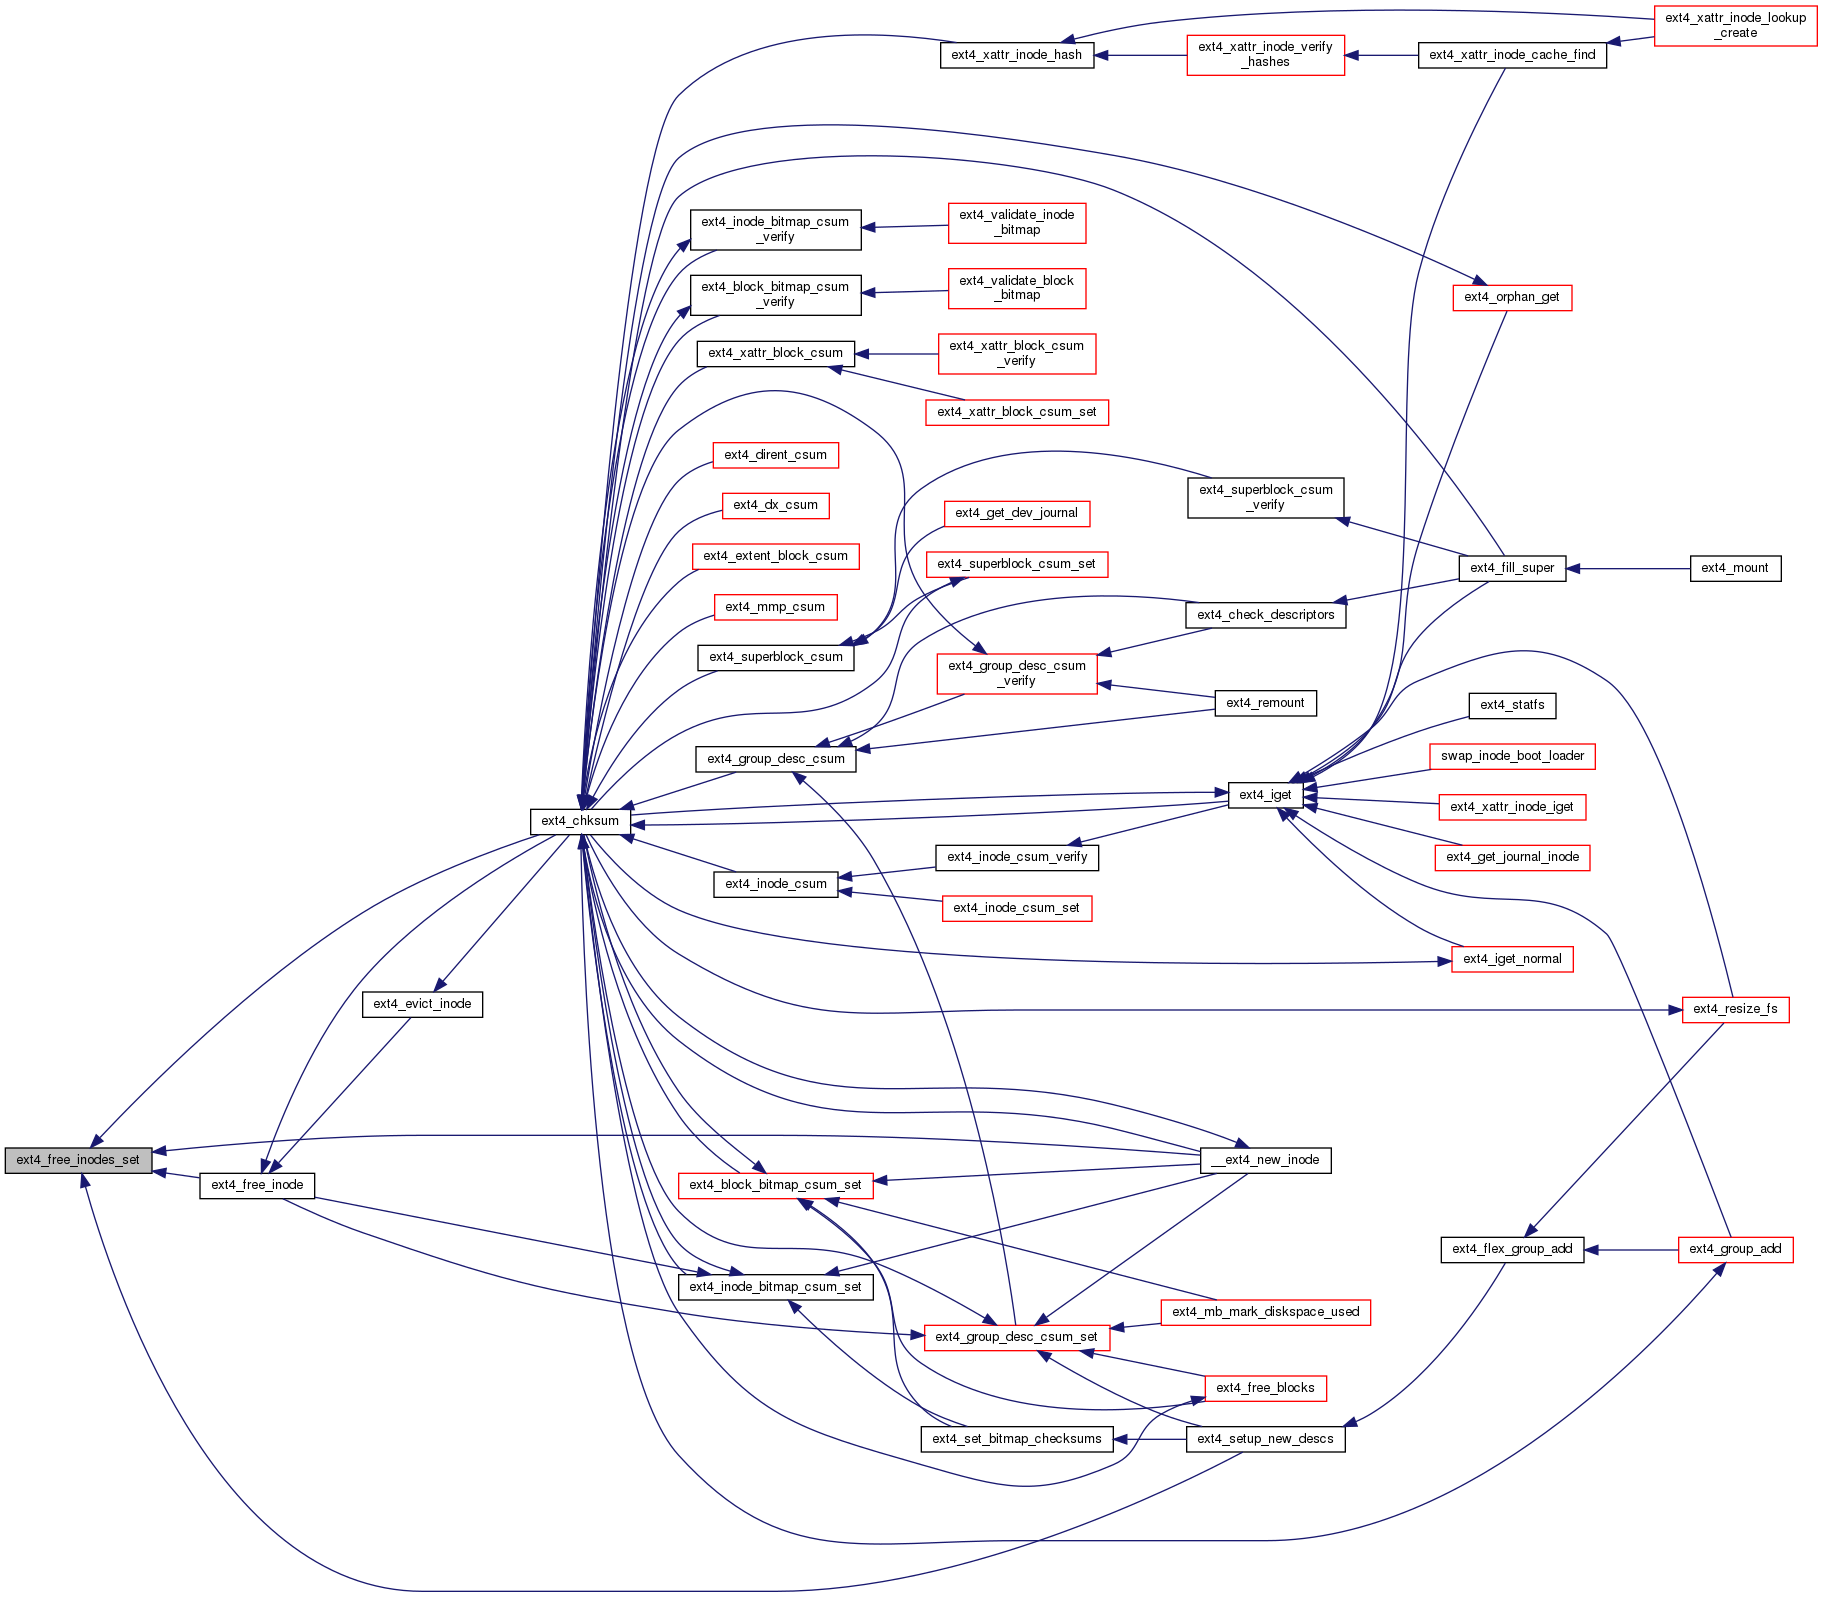 ext4_xattr_inode_lookup
_create
ext4_xattr_inode_hash
ext4_xattr_inode_verify
_hashes
ext4_xattr_inode_cache_find
ext4_inode_bitmap_csum
_verify
ext4_validate_inode
_bitmap
ext4_block_bitmap_csum
_verify
ext4_validate_block
_bitmap
ext4_orphan_get
ext4_xattr_block_csum
ext4_xattr_block_csum
_verify
ext4_xattr_block_csum_set
ext4_dirent_csum
ext4_dx_csum
ext4_get_dev_journal
ext4_superblock_csum
_verify
ext4_extent_block_csum
ext4_superblock_csum_set
ext4_fill_super
ext4_mount
ext4_mmp_csum
ext4_check_descriptors
ext4_superblock_csum
ext4_group_desc_csum
_verify
ext4_remount
ext4_statfs
ext4_group_desc_csum
swap_inode_boot_loader
ext4_iget
ext4_xattr_inode_iget
ext4_chksum
ext4_inode_csum_verify
ext4_get_journal_inode
ext4_inode_csum
ext4_inode_csum_set
ext4_iget_normal
ext4_evict_inode
ext4_resize_fs
ext4_free_inodes_set
ext4_free_inode
ext4_block_bitmap_csum_set
__ext4_new_inode
ext4_flex_group_add
ext4_group_add
ext4_inode_bitmap_csum_set
ext4_mb_mark_diskspace_used
ext4_group_desc_csum_set
ext4_free_blocks
ext4_set_bitmap_checksums
ext4_setup_new_descs